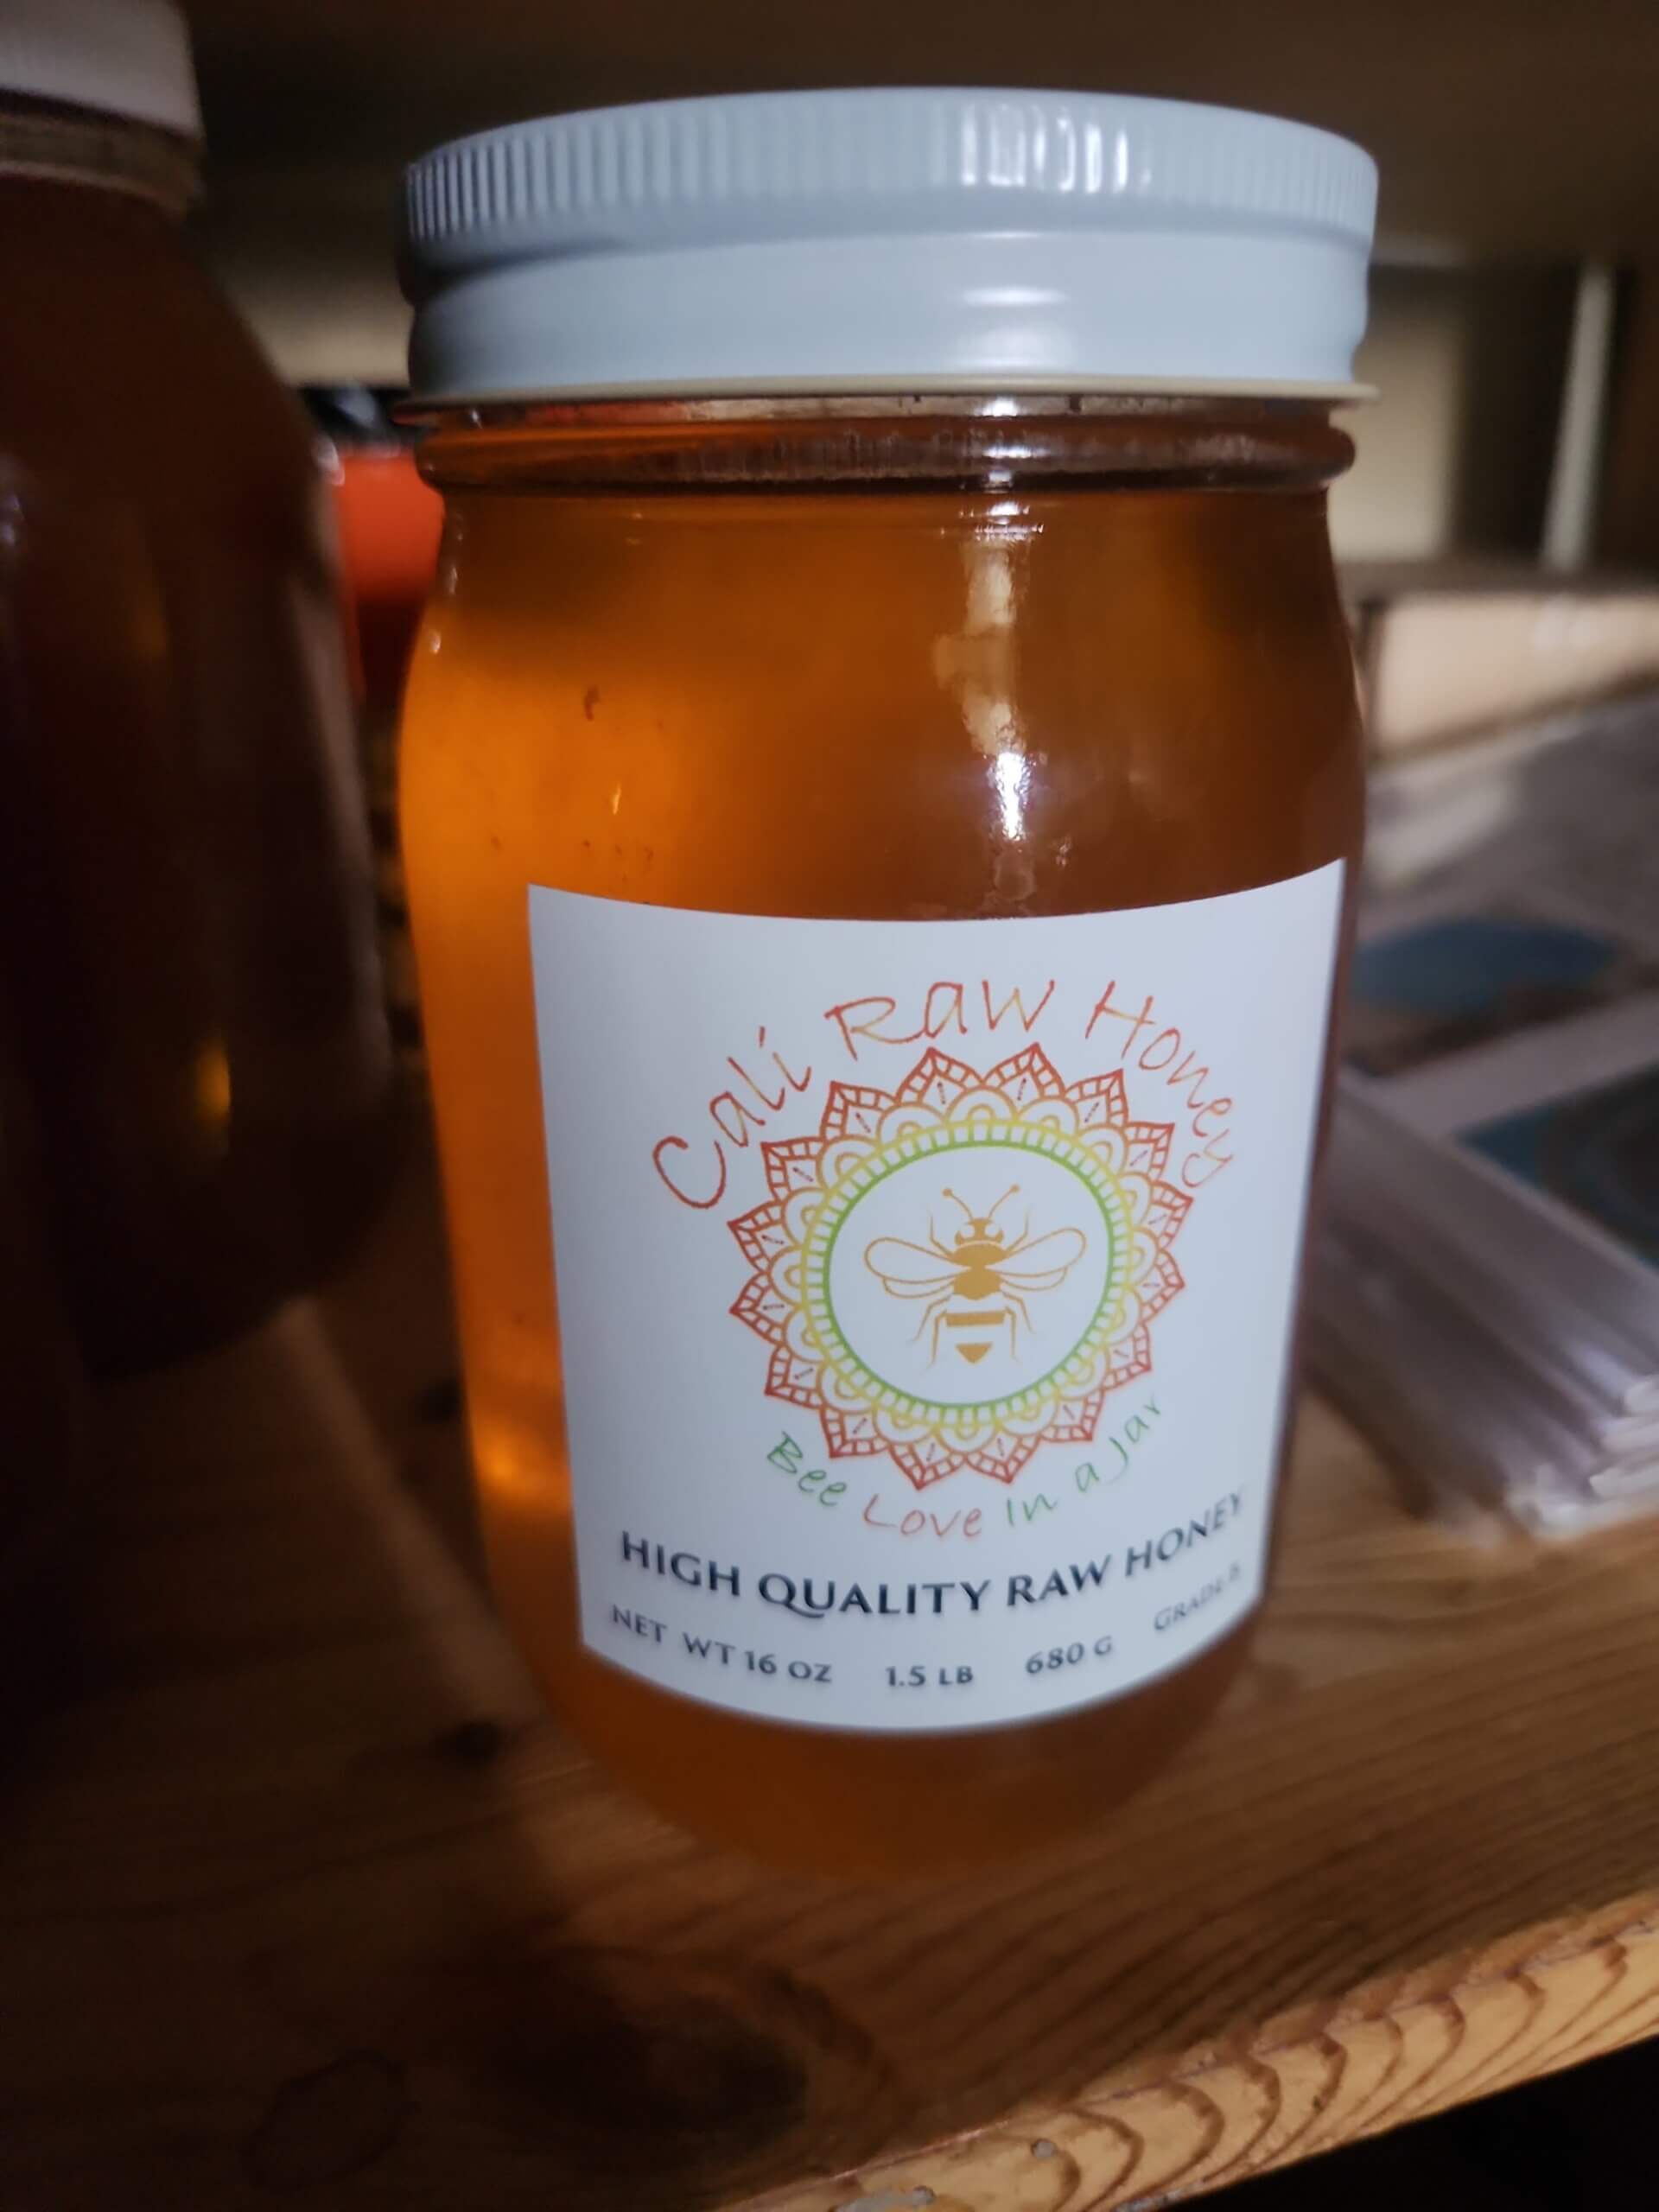 Cali Raw Honey
Bee Love In a Jar
HIGH QUALITY RAW HONEY
NET WT 16 OZ 1.5 LB 680 G GRADE